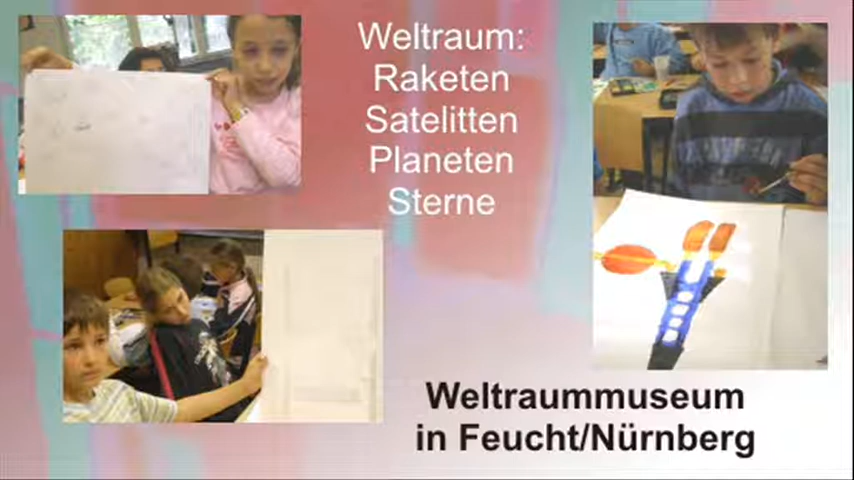 Weltraum:
Raketen
Satelitten
Planeten
Sterne
Weltraummuseum
in Feucht/Nürnberg